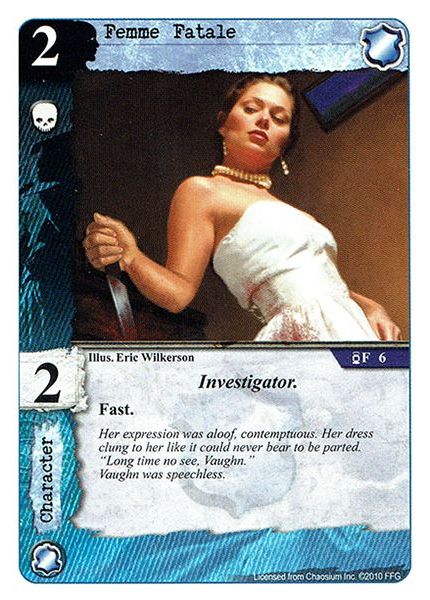 2
Femme Fatale
Illus. Eric Wilkerson
F 6
2
Investigator.
Fast.
Her expression was aloof, contemptuous. Her dress
clung to her like it could never bear to be parted.
“Long time no see, Vaughn.”
Vaughn was speechless.
Character
Licensed from Chaosium Inc. ©2010 FFG